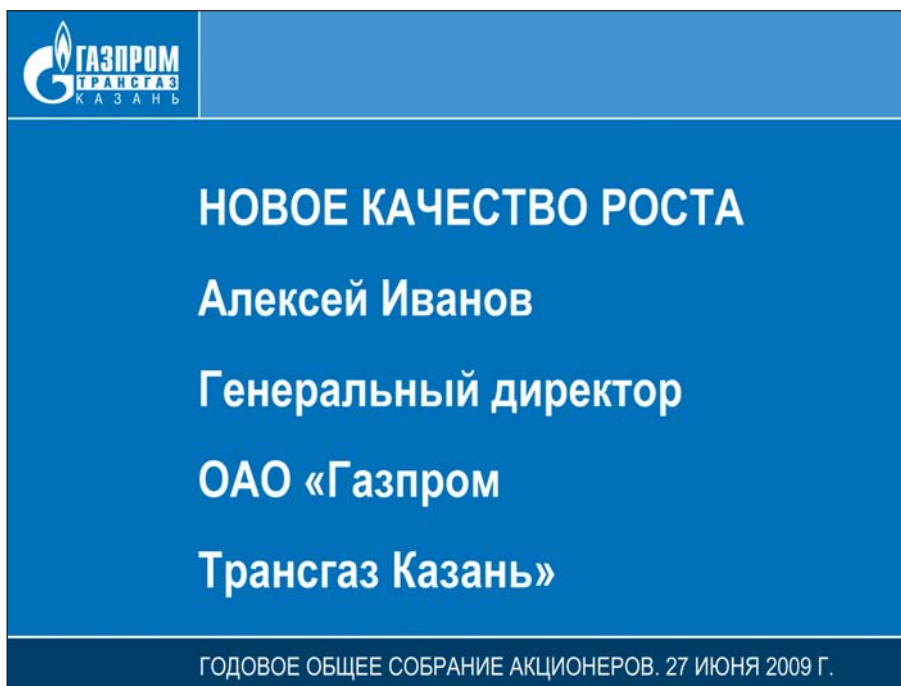 ГАЗПРОМ
ТРАНСГАЗ
КАЗАНЬ
НОВОЕ КАЧЕСТВО РОСТА
Алексей Иванов
Генеральный директор
ОАО «Газпром
Трансгаз Казань»
ГОДОВОЕ ОБЩЕЕ СОБРАНИЕ АКЦИОНЕРОВ. 27 ИЮНЯ 2009 Г.